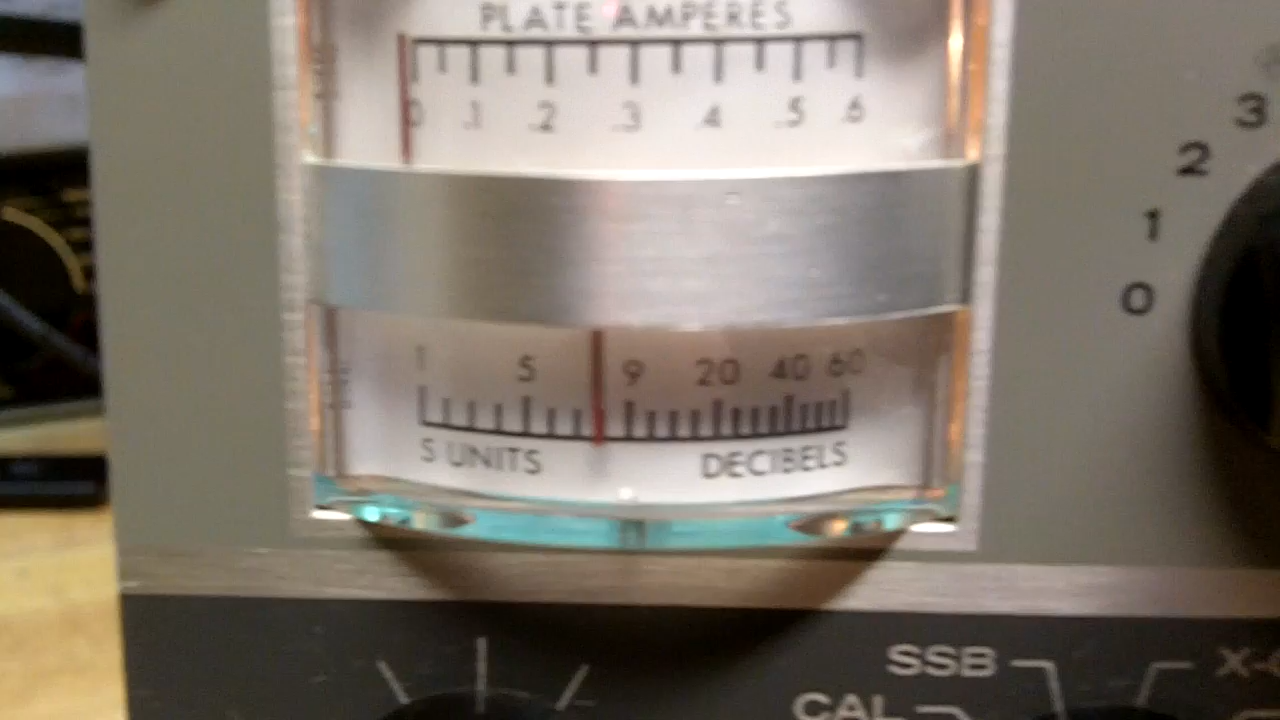 PLATE AMPERES
0 .1 .2 .3 .4 .5 .6
3
2
1
0
1 5 9 20 40 60
S UNITS DECIBELS
SSB
CAL